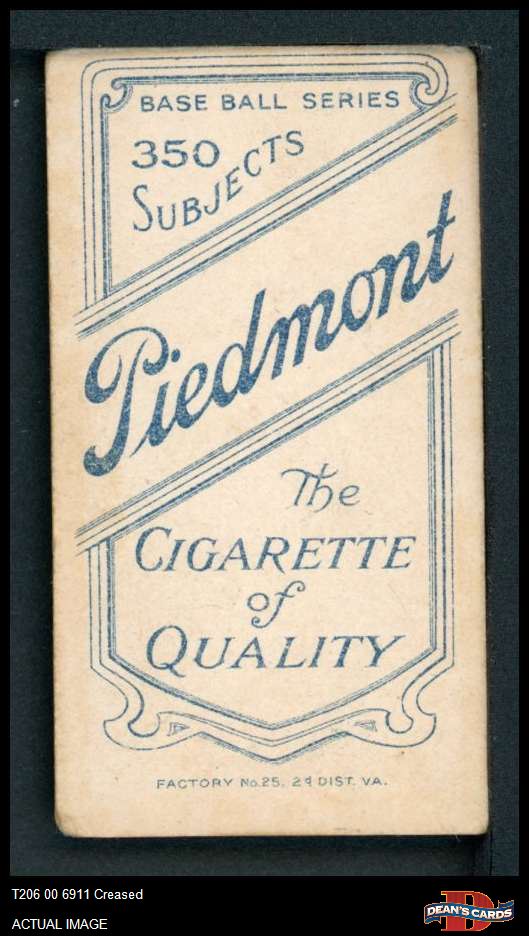 BASE BALL SERIES
350
SUBJECTS
Piedmont
The
CIGARETTE
of
QUALITY
FACTORY No.25, 2d DIST. VA.
T206 00 6911 Creased
ACTUAL IMAGE
D
DEAN'S CARDS